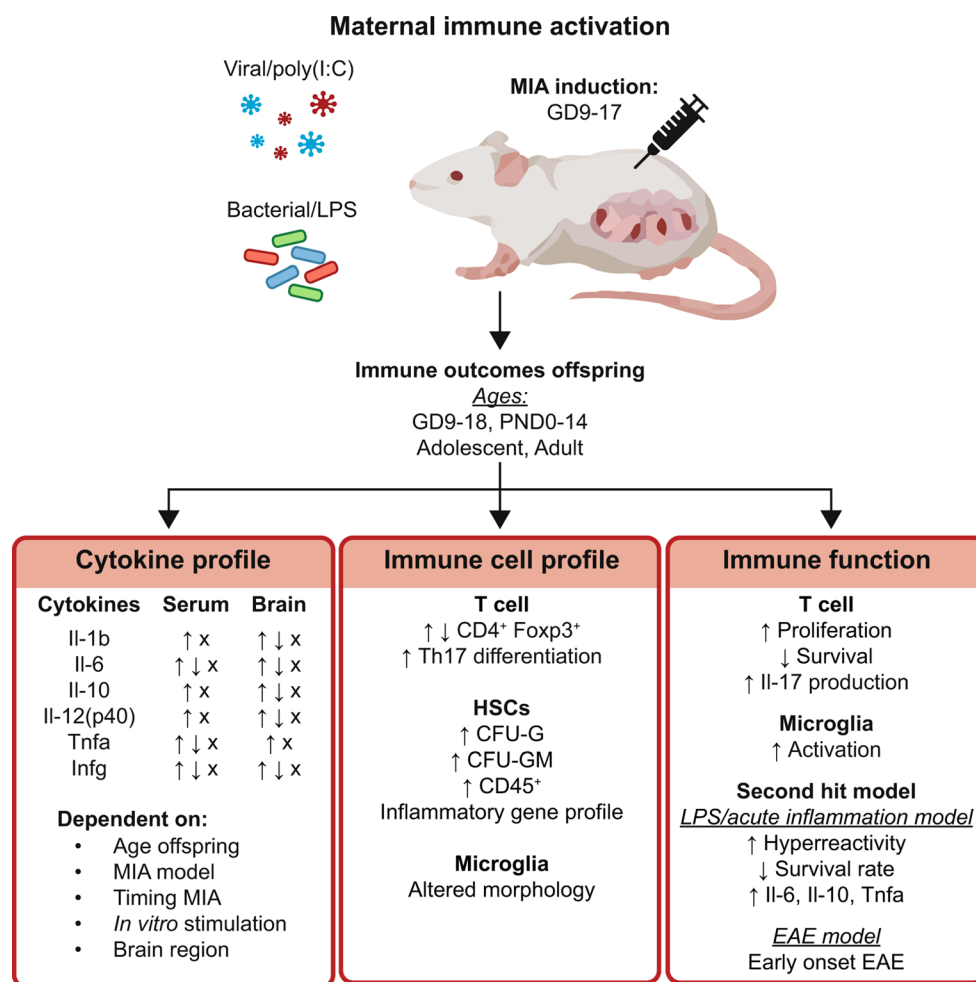 Maternal immune activation
Viral/poly(I:C)
MIA induction:
GD9-17
Bacterial/LPS
Immune outcomes offspring
Ages:
GD9-18, PND0-14
Adolescent, Adult
Cytokine profile
Cytokines Serum Brain
Il-1b ↑ x ↑ ↓ x
Il-6 ↑ ↓ x ↑ ↓ x
Il-10 ↑ x ↑ ↓ x
Il-12(p40) ↑ x ↑ ↓ x
Tnfa ↑ ↓ x ↑ x
Infg ↑ ↓ x ↑ ↓ x
Dependent on:
• Age offspring
• MIA model
• Timing MIA
• In vitro stimulation
• Brain region
Immune cell profile
T cell
↑ ↓ CD4⁺ Foxp3⁺
↑ Th17 differentiation
HSCs
↑ CFU-G
↑ CFU-GM
↑ CD45⁺
Inflammatory gene profile
Microglia
Altered morphology
Immune function
T cell
↑ Proliferation
↓ Survival
↑ Il-17 production
Microglia
↑ Activation
Second hit model
LPS/acute inflammation model
↑ Hyperreactivity
↓ Survival rate
↑ Il-6, Il-10, Tnfa
EAE model
Early onset EAE